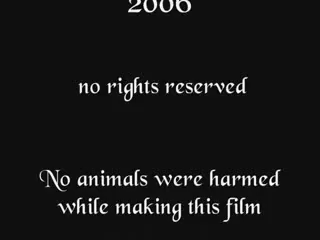 2006
no rights reserved
No animals were harmed
while making this film